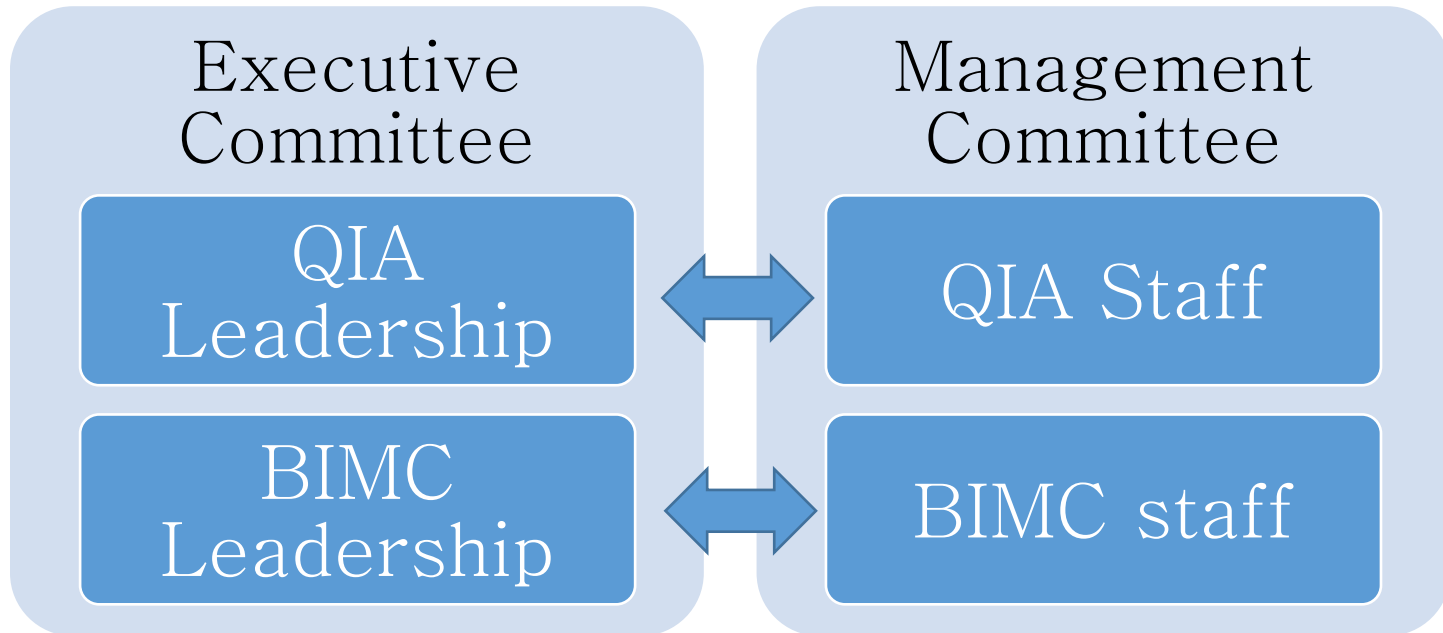 Executive
Committee
QIA
Leadership
BIMC
Leadership
Management
Committee
QIA Staff
BIMC staff